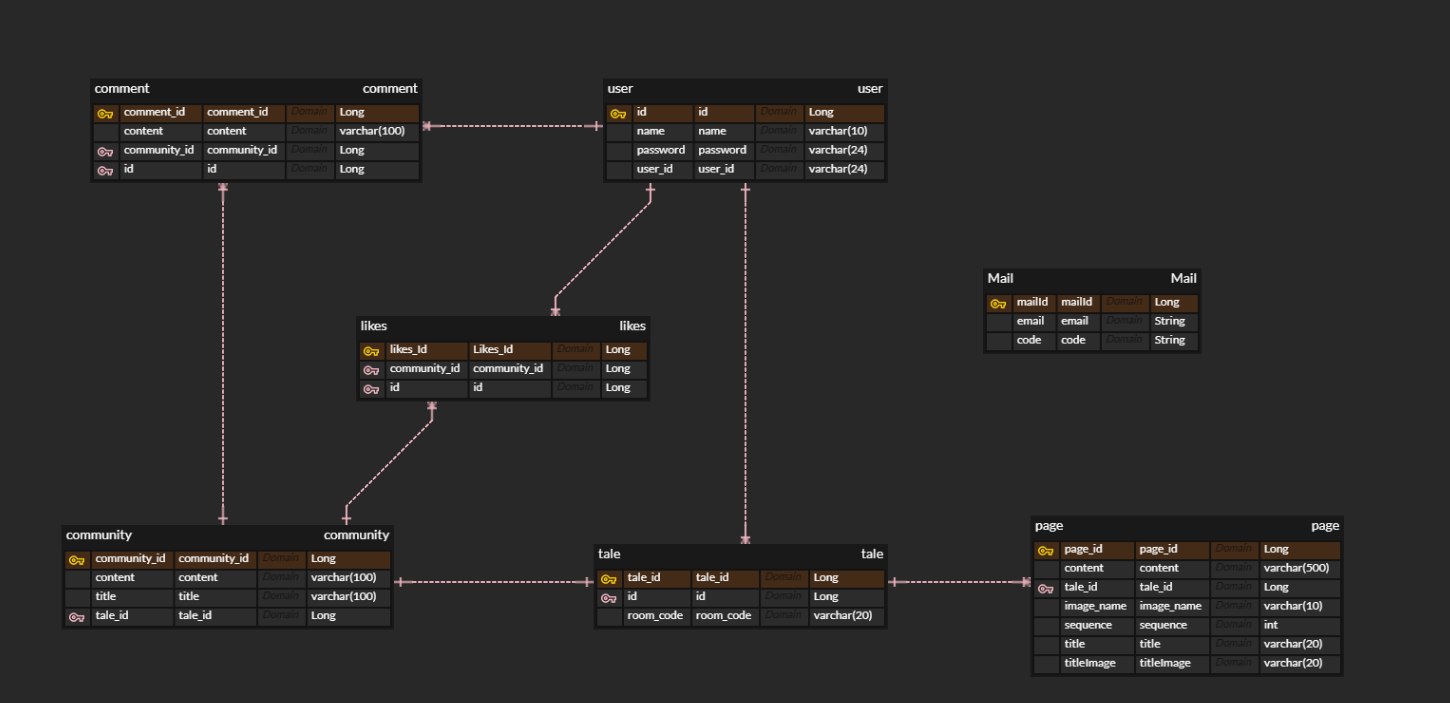 comment comment
comment_id comment_id Domain Long
content content Domain varchar(100)
community_id community_id Domain Long
id id Domain Long
user user
id id Domain Long
name name Domain varchar(10)
password password Domain varchar(24)
user_id user_id Domain varchar(24)
Mail Mail
mailId mailId Domain Long
email email Domain String
code code Domain String
likes likes
likes_Id Likes_Id Domain Long
community_id community_id Domain Long
id id Domain Long
community community
community_id community_id Domain Long
content content Domain varchar(100)
title title Domain varchar(100)
tale_id tale_id Domain Long
tale tale
tale_id tale_id Domain Long
id id Domain Long
room_code room_code Domain varchar(20)
page page
page_id page_id Domain Long
content content Domain varchar(500)
tale_id tale_id Domain Long
image_name image_name Domain varchar(10)
sequence sequence Domain int
title title Domain varchar(20)
titleImage titleImage Domain varchar(20)